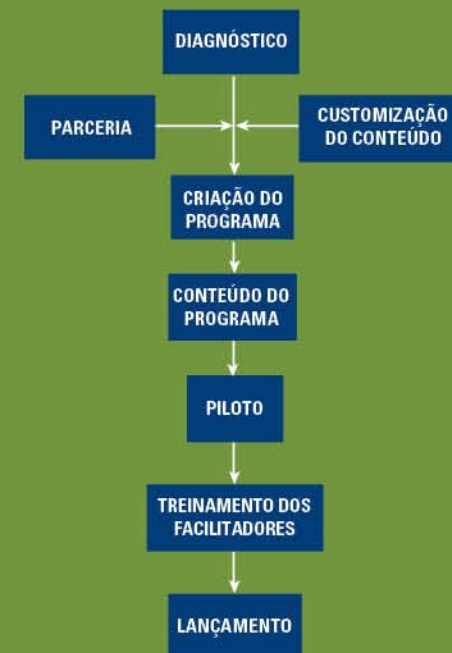 DIAGNÓSTICO
PARCERIA
CUSTOMIZAÇÃO
DO CONTEÚDO
CRIAÇÃO DO
PROGRAMA
CONTEÚDO DO
PROGRAMA
PILOTO
TREINAMENTO DOS
FACILITADORES
LANÇAMENTO